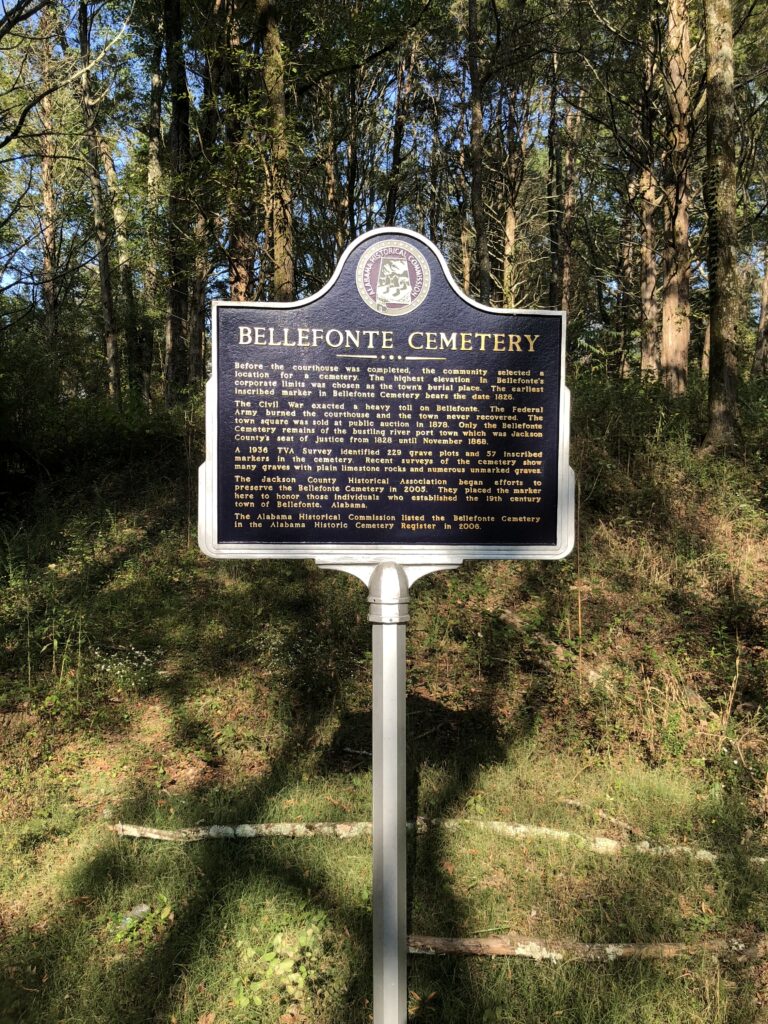 ALABAMA HISTORICAL COMMISSION
BELLEFONTE CEMETERY
Before the courthouse was completed, the community selected a
location for a cemetery. The highest elevation in Bellefonte's
corporate limits was chosen as the town's burial place. The earliest
inscribed marker in Bellefonte Cemetery bears the date 1826.
The Civil War exacted a heavy toll on Bellefonte. The Federal
Army burned the courthouse and the town never recovered. The
town square was sold at public auction in 1878. Only the Bellefonte
Cemetery remains of the bustling river port town which was Jackson
County's seat of justice from 1828 until November 1868.
A 1936 TVA Survey identified 229 grave plots and 57 inscribed
markers in the cemetery. Recent surveys of the cemetery show
many graves with plain limestone rocks and numerous unmarked graves.
The Jackson County Historical Association began efforts to
preserve the Bellefonte Cemetery in 2005. They placed the marker
here to honor those individuals who established the 19th century
town of Bellefonte, Alabama.
The Alabama Historical Commission listed the Bellefonte Cemetery
in the Alabama Historic Cemetery Register in 2006.